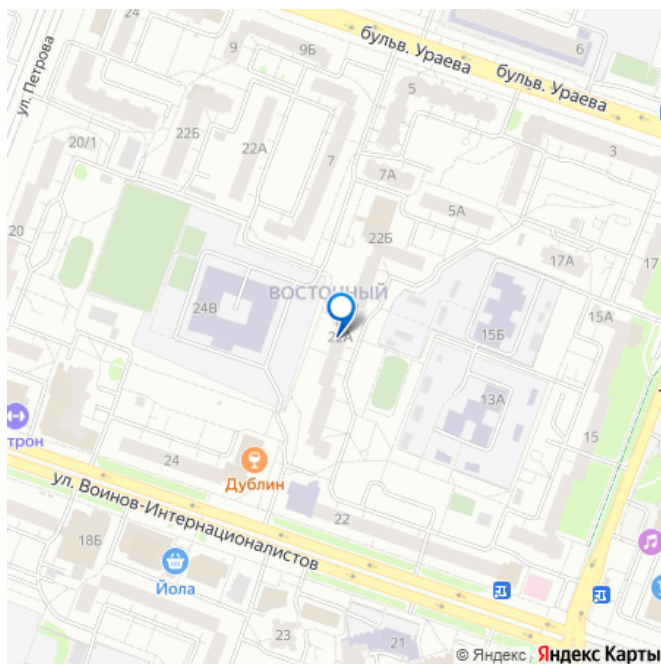 24
9
9Б
бульв. Ураева
бульв. Ураева
6
ул. Петрова
5
20/1
22Б
22А
7
3
7А
5А
20
22Б
17А
17
24В
ВОСТОЧНЫЙ
22А
15Б
15А
13А
трон
24
Дублин
15
ул. Воинов-Интернационалистов
22
18Б
Йола
23
21
© Яндекс Яндекс Карты